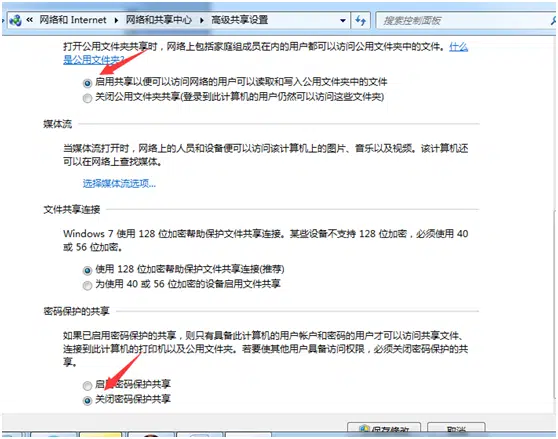 « 网络和 Internet ▸ 网络和共享中心 ▸ 高级共享设置
搜索控制面板
打开公用文件夹共享时，网络上包括家庭组成员在内的用户都可以访问公用文件夹中的文件。什
么是公用文件夹?
启用共享以便可以访问网络的用户可以读取和写入公用文件夹中的文件
关闭公用文件夹共享(登录到此计算机的用户仍然可以访问这些文件夹)
媒体流
当媒体流打开时，网络上的人员和设备便可以访问该计算机上的图片、音乐以及视频。该计算机还
可以在网络上查找媒体。
选择媒体流选项...
文件共享连接
Windows 7 使用 128 位加密帮助保护文件共享连接。某些设备不支持 128 位加密，必须使用 40
或 56 位加密。
使用 128 位加密帮助保护文件共享连接(推荐)
为使用 40 或 56 位加密的设备启用文件共享
密码保护的共享
如果已启用密码保护的共享，则只有具备此计算机的用户帐户和密码的用户才可以访问共享文件、
连接到此计算机的打印机以及公用文件夹。若要使其他用户具备访问权限，必须关闭密码保护的共
享。
启用密码保护共享
关闭密码保护共享
保存修改
取消